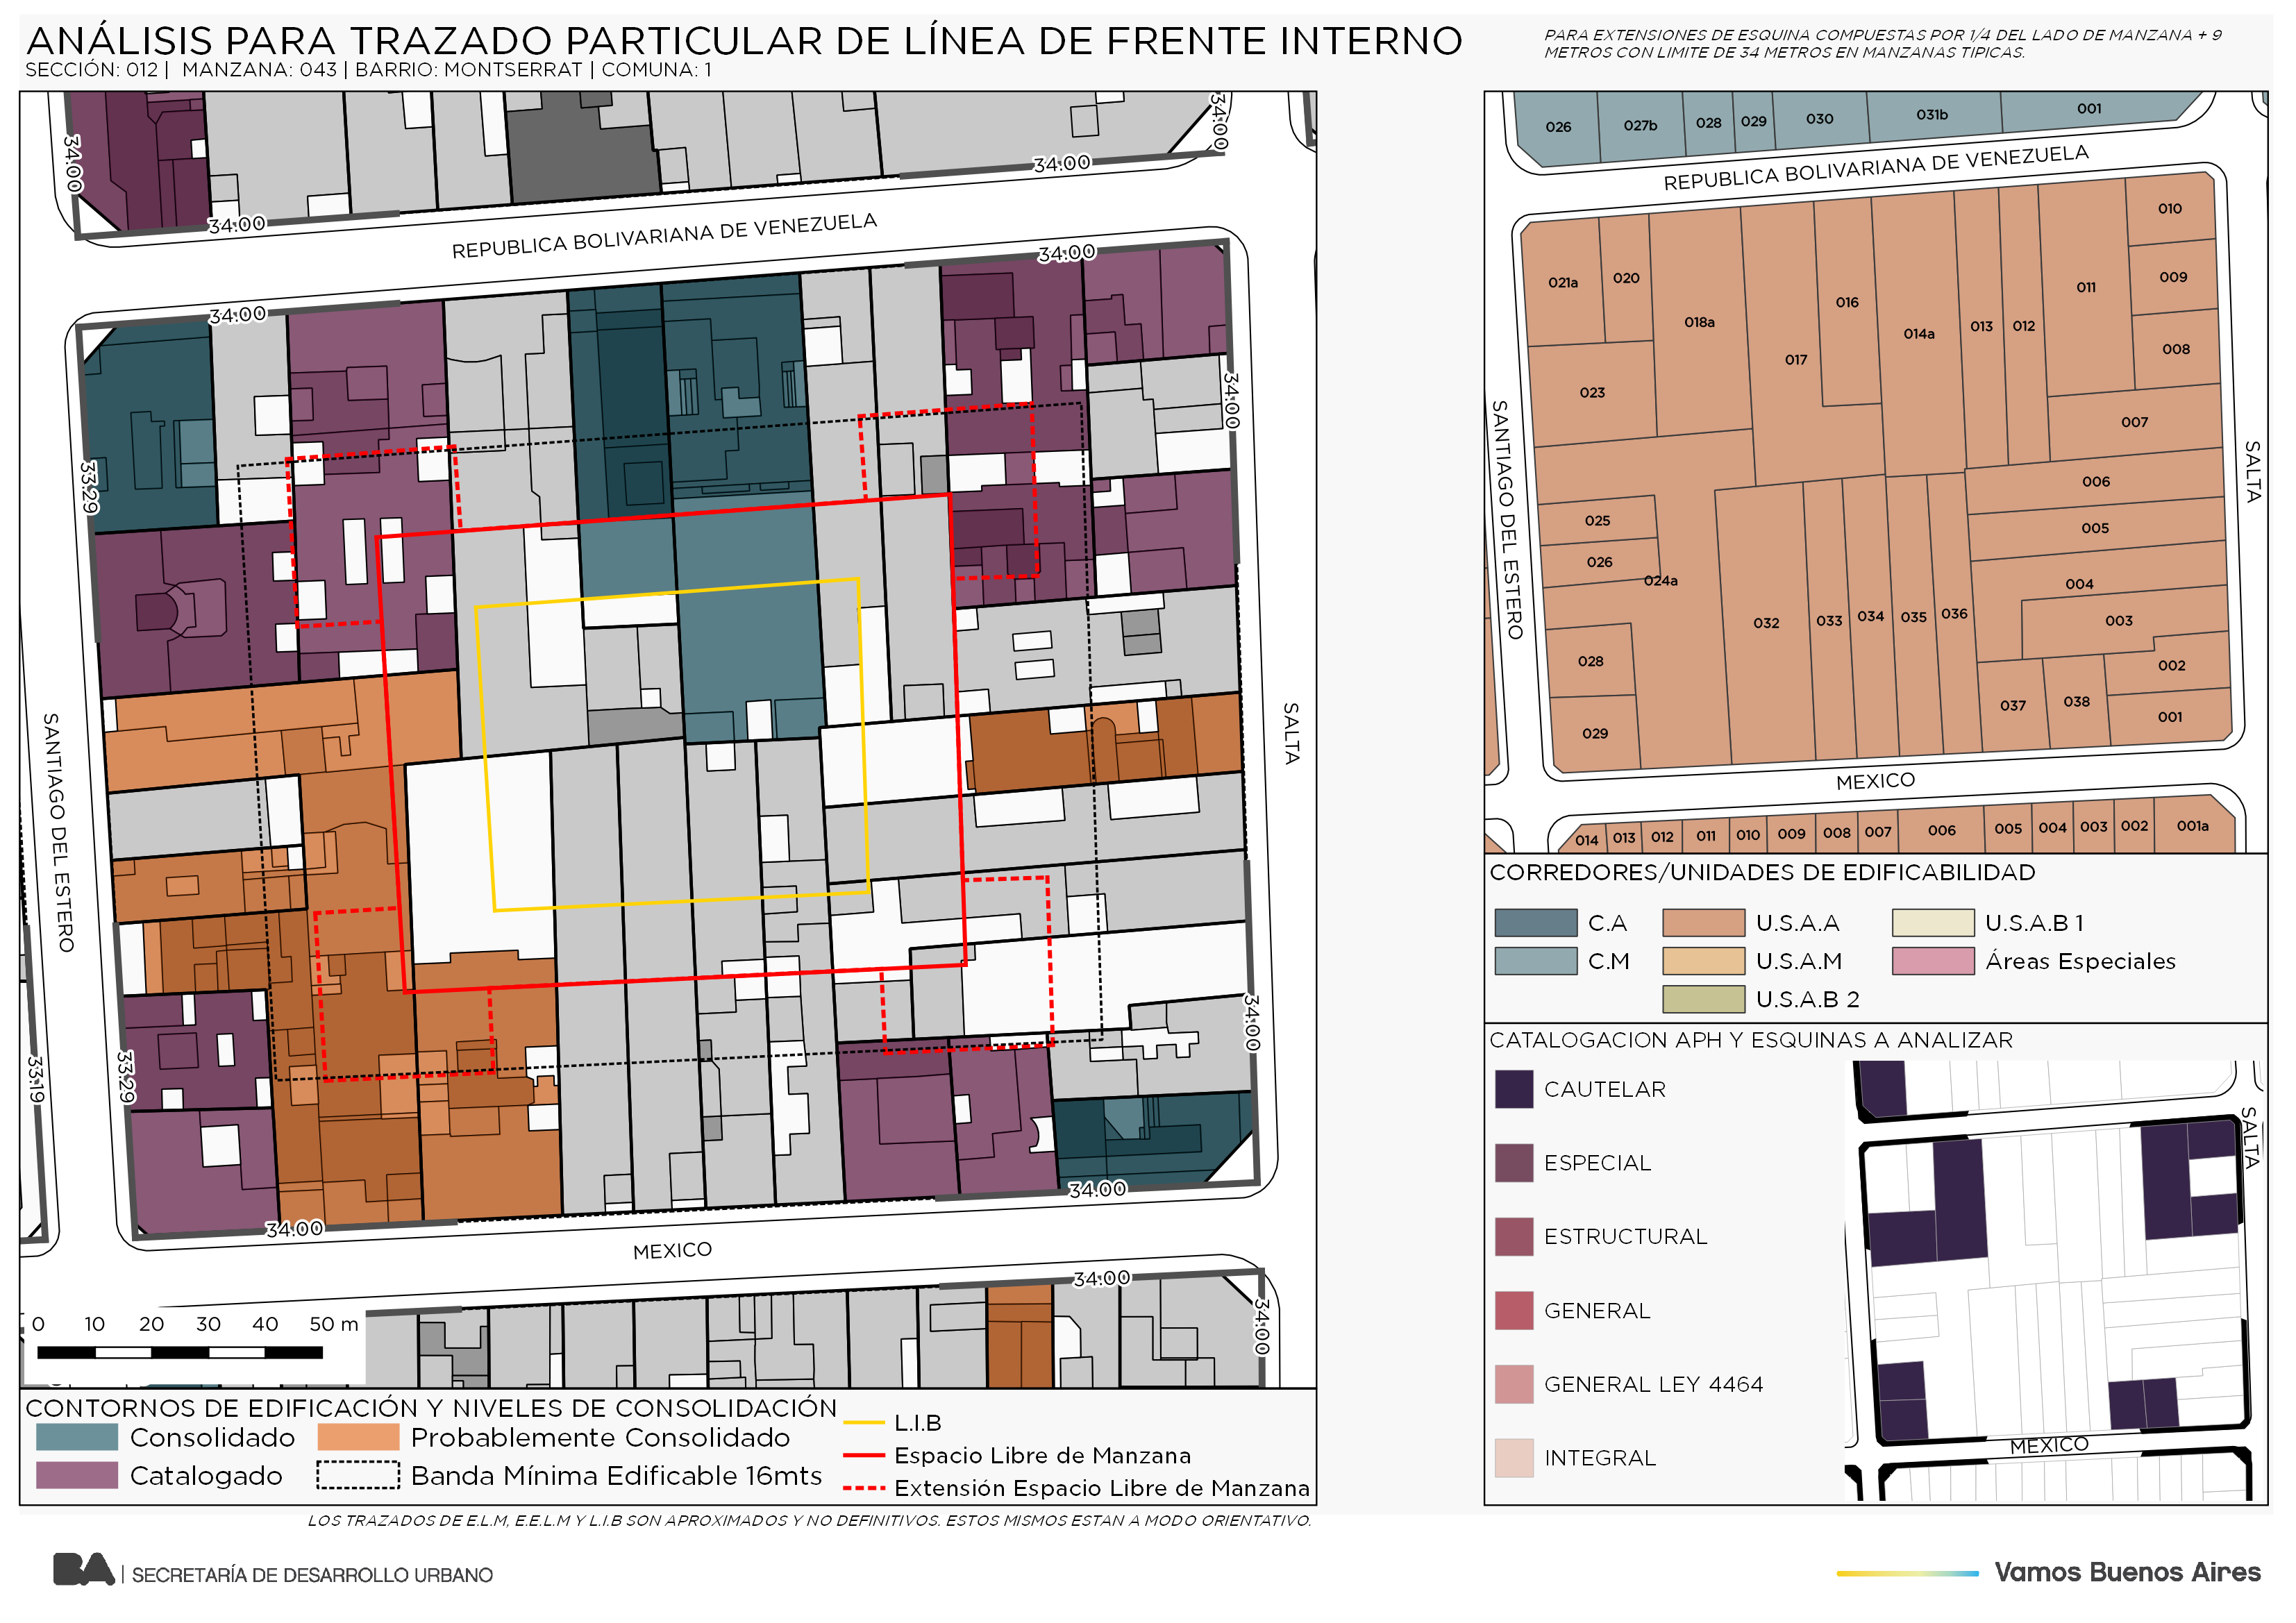 ANÁLISIS PARA TRAZADO PARTICULAR DE LÍNEA DE FRENTE INTERNO
SECCIÓN: 012 | MANZANA: 043 | BARRIO: MONTSERRAT | COMUNA: 1
PARA EXTENSIONES DE ESQUINA COMPUESTAS POR 1/4 DEL LADO DE MANZANA + 9
METROS CON LIMITE DE 34 METROS EN MANZANAS TIPICAS.
34.00
34.00
34.00
34.00
REPUBLICA BOLIVARIANA DE VENEZUELA
34.00
34.00
34.00
33.29
SANTIAGO DEL ESTERO
SALTA
33.19
33.29
34.00
34.00
34.00
MEXICO
34.00
34.00
0 10 20 30 40 50 m
CONTORNOS DE EDIFICACIÓN Y NIVELES DE CONSOLIDACIÓN
Consolidado
Probablemente Consolidado
Catalogado
Banda Mínima Edificable 16mts
L.I.B
Espacio Libre de Manzana
Extensión Espacio Libre de Manzana
LOS TRAZADOS DE E.L.M, E.E.L.M Y L.I.B SON APROXIMADOS Y NO DEFINITIVOS. ESTOS MISMOS ESTAN A MODO ORIENTATIVO.
026 027b 028 029 030 031b 001
REPUBLICA BOLIVARIANA DE VENEZUELA
010
021a 020 009
011
016
018a 014a 013 012 008
017
023
007
006
025 005
026
024a 004
032 033 034 035 036 003
028 002
037 038 001
029
SANTIAGO DEL ESTERO
SALTA
MEXICO
014 013 012 011 010 009 008 007 006 005 004 003 002 001a
CORREDORES/UNIDADES DE EDIFICABILIDAD
C.A
U.S.A.A
U.S.A.B 1
C.M
U.S.A.M
Áreas Especiales
U.S.A.B 2
CATALOGACION APH Y ESQUINAS A ANALIZAR
CAUTELAR
ESPECIAL
ESTRUCTURAL
GENERAL
GENERAL LEY 4464
INTEGRAL
SALTA
MEXICO
BA | SECRETARÍA DE DESARROLLO URBANO
Vamos Buenos Aires